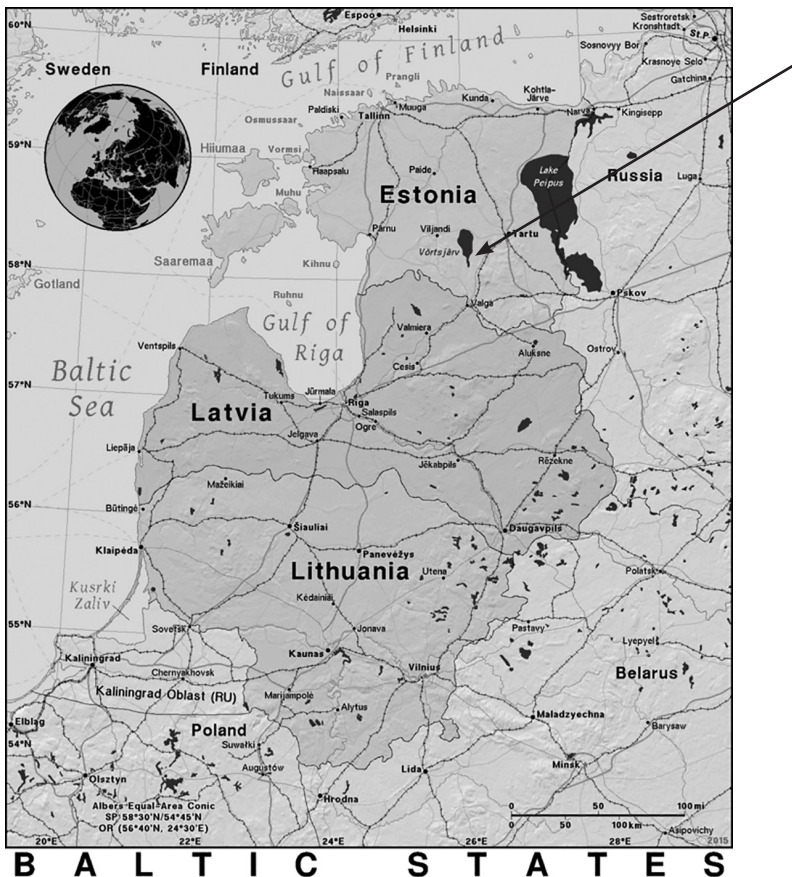 60°N
Espoo
Helsinki
Sestroretsk
Kronshtadt
St.P.
Sosnovyy Bor
Krasnoye Selo
Gatchina
Sweden
Finland
Gulf of Finland
Prangli
Naissaar
Kunda
Kohtla-
Järve
Paldiski
Muuga
Tallinn
Narva
Kingisepp
Osmussaar
59°N
Hiiumaa
Vormsi
Haapsalu
Paide
Lake
Peipus
Russia
Luga
Muhu
Estonia
Pärnu
Viljandi
Tartu
Võrtsjärv
Saaremaa
Kihnu
58°N
Gotland
Ruhnu
Valga
Pskov
Gulf of
Riga
Valmiera
Ventspils
Aluksne
Ostrov
Cesis
Baltic
Sea
57°N
Tukums
Jūrmala
Rīga
Latvia
Salaspils
Ogre
Jelgava
Liepēja
Jēkabpils
Rēzekne
Mažeikiai
56°N
Būtingė
Šiauliai
Daugavpils
Klaipėda
Panevėžys
Lithuania
Utena
Polatsk
Kusrki
Zaliv
Kėdainiai
55°N
Sovetsk
Jonava
Pastavy
Lyepyel
Kaunas
Kaliningrad
Vilnius
Chernyakhovsk
Belarus
Kaliningrad Oblast (RU)
Marijampolė
Alytus
Elbląg
Maladzyechna
Poland
Barysaw
54°N
Suwałki
Augustów
Minsk
Lida
Olsztyn
Hrodna
Albers Equal-Area Conic
SP 58°30'N/54°45'N
OR (56°40'N, 24°30'E)
0 50 100 mi
0 50 100 km
Asipovichy
20°E
22°E
24°E
26°E
28°E
2015
BALTIC STATES